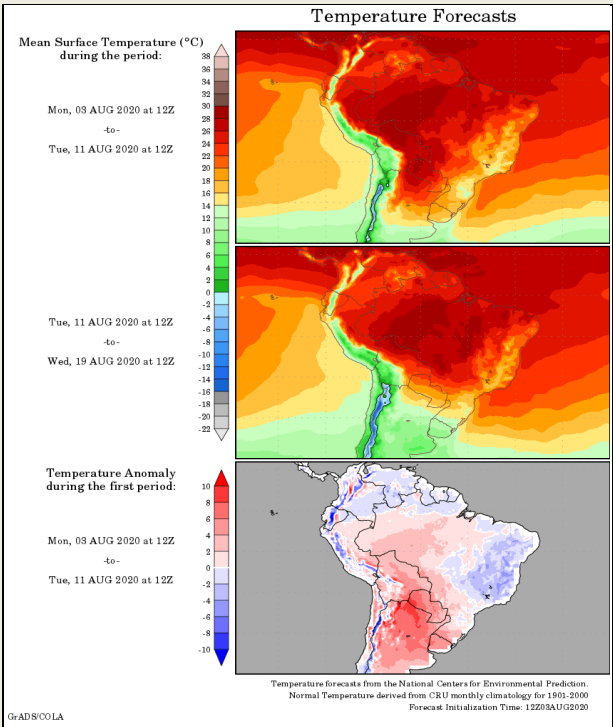 Temperature Forecasts
Mean Surface Temperature (°C)
during the period:
Mon, 03 AUG 2020 at 12Z
-to-
Tue, 11 AUG 2020 at 12Z
38
36
34
32
30
28
26
24
22
20
18
16
14
12
10
8
6
4
2
0
-2
-4
-6
-8
-10
-12
-14
-16
-18
-20
-22
Tue, 11 AUG 2020 at 12Z
-to-
Wed, 19 AUG 2020 at 12Z
Temperature Anomaly
during the first period:
Mon, 03 AUG 2020 at 12Z
-to-
Tue, 11 AUG 2020 at 12Z
10
8
6
4
2
0
-2
-4
-6
-8
-10
Temperature forecasts from the National Centers for Environmental Prediction.
Normal Temperature derived from CRU monthly climatology for 1901-2000
Forecast Initialization Time: 12Z03AUG2020
GrADS/COLA